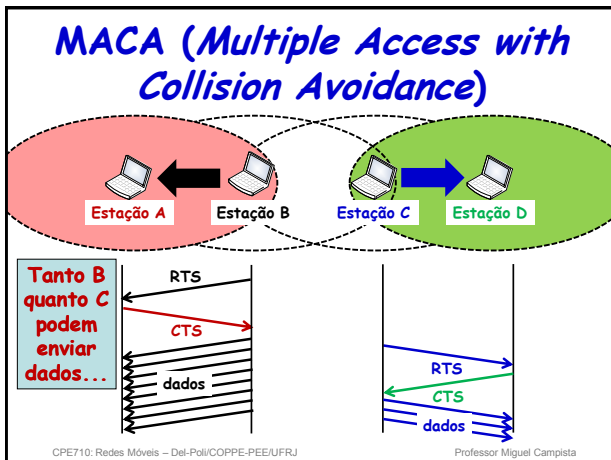 MACA (Multiple Access with
Collision Avoidance)
Estação A
Estação B
Estação C
Estação D
Tanto B
quanto C
podem
enviar
dados...
RTS
CTS
dados
RTS
CTS
dados
CPE710: Redes Móveis – Del-Poli/COPPE-PEE/UFRJ
Professor Miguel Campista